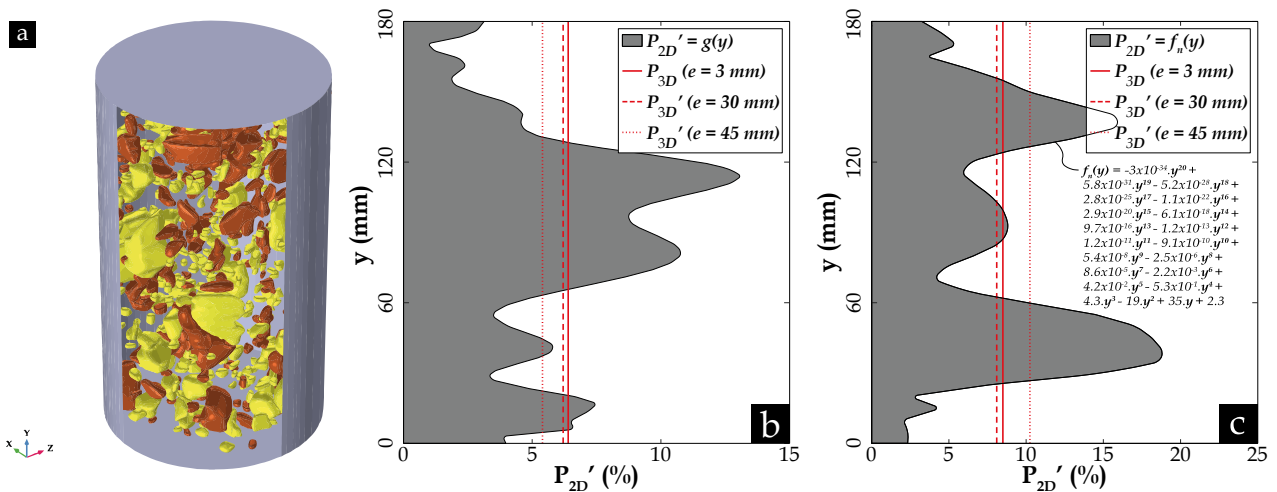 a
X
Y
Z
180
120
60
0
y (mm)
0
5
10
15
P2D′ (%)
P2D′ = g(y)
P3D (e = 3 mm)
P3D′ (e = 30 mm)
P3D′ (e = 45 mm)
b
180
120
60
0
y (mm)
0
5
10
15
20
25
P2D′ (%)
P2D′ = fn(y)
P3D (e = 3 mm)
P3D′ (e = 30 mm)
P3D′ (e = 45 mm)
fn(y) = -3x10-34.y20 +
5.8x10-31.y19 - 5.2x10-28.y18 +
2.8x10-25.y17 - 1.1x10-22.y16 +
2.9x10-20.y15 - 6.1x10-18.y14 +
9.7x10-16.y13 - 1.2x10-13.y12 +
1.2x10-11.y11 - 9.1x10-10.y10 +
5.4x10-8.y9 - 2.5x10-6.y8 +
8.6x10-5.y7 - 2.2x10-3.y6 +
4.2x10-2.y5 - 5.3x10-1.y4 +
4.3.y3 - 19.y2 + 35.y + 2.3
c